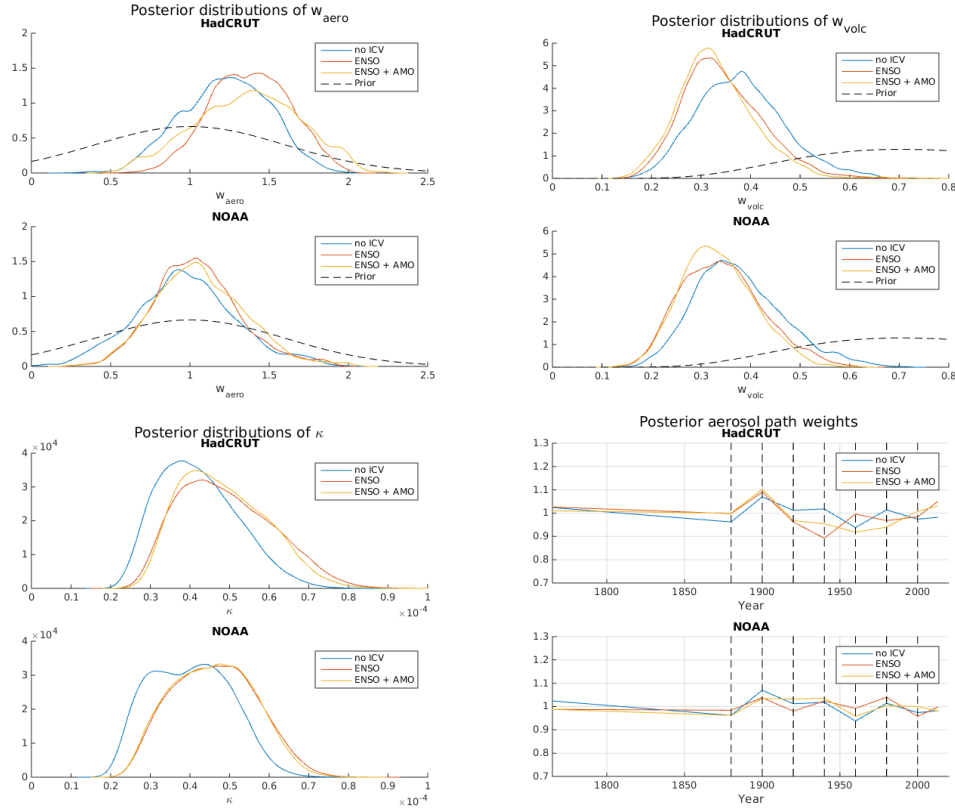 Posterior distributions of w_aero
HadCRUT
2
1.5
1
0.5
0
no ICV
ENSO
ENSO + AMO
Prior
0 0.5 1 1.5 2 2.5
w_aero
NOAA
2
1.5
1
0.5
0
no ICV
ENSO
ENSO + AMO
Prior
0 0.5 1 1.5 2 2.5
w_aero
Posterior distributions of w_volc
HadCRUT
6
5
4
3
2
1
0
no ICV
ENSO
ENSO + AMO
Prior
0 0.1 0.2 0.3 0.4 0.5 0.6 0.7 0.8
w_volc
NOAA
6
5
4
3
2
1
0
no ICV
ENSO
ENSO + AMO
Prior
0 0.1 0.2 0.3 0.4 0.5 0.6 0.7 0.8
w_volc
Posterior distributions of κ
HadCRUT
×10^4
4
3
2
1
0
no ICV
ENSO
ENSO + AMO
0 0.1 0.2 0.3 0.4 0.5 0.6 0.7 0.8 0.9 1
κ
×10^-4
NOAA
×10^4
4
3
2
1
0
no ICV
ENSO
ENSO + AMO
0 0.1 0.2 0.3 0.4 0.5 0.6 0.7 0.8 0.9 1
κ
×10^-4
Posterior aerosol path weights
HadCRUT
1.3
1.2
1.1
1
0.9
0.8
0.7
no ICV
ENSO
ENSO + AMO
1800 1850 1900 1950 2000
Year
NOAA
1.3
1.2
1.1
1
0.9
0.8
0.7
no ICV
ENSO
ENSO + AMO
1800 1850 1900 1950 2000
Year